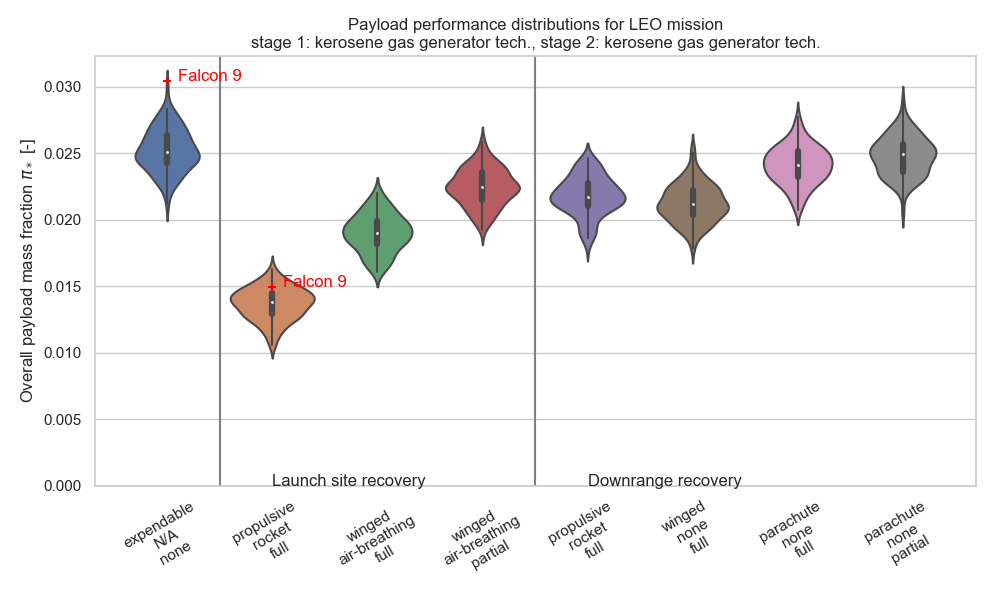 Payload performance distributions for LEO mission
stage 1: kerosene gas generator tech., stage 2: kerosene gas generator tech.
Overall payload mass fraction π* [-]
0.030
0.025
0.020
0.015
0.010
0.005
0.000
Falcon 9
Falcon 9
Launch site recovery
Downrange recovery
expendable
N/A
none
propulsive
rocket
full
winged
air-breathing
full
winged
air-breathing
partial
propulsive
rocket
full
winged
none
full
parachute
none
full
parachute
none
partial